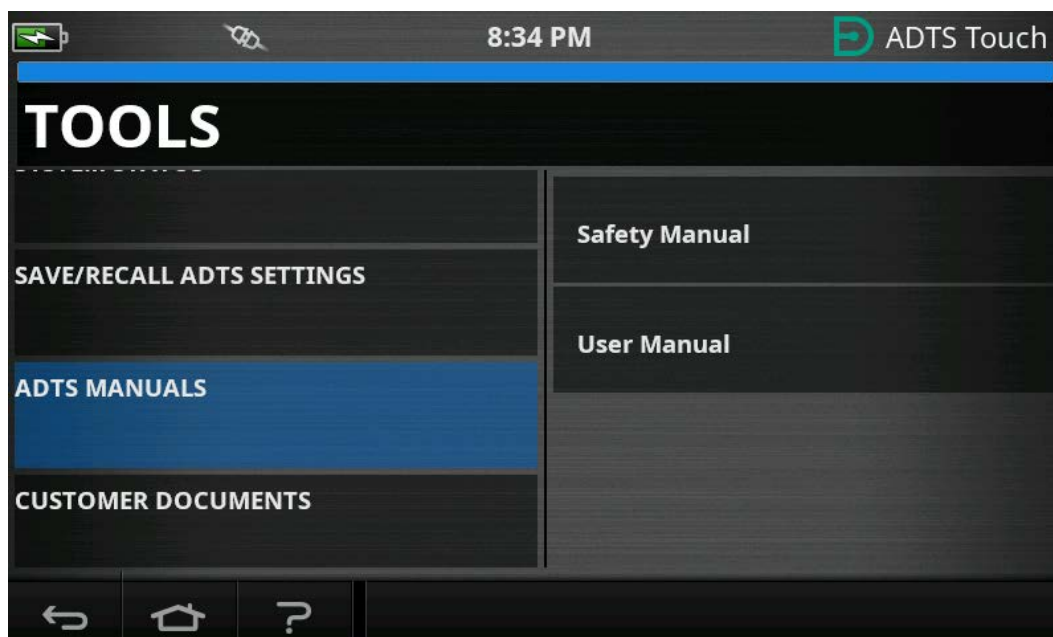 8:34 PM
ADTS Touch
TOOLS
SAVE/RECALL ADTS SETTINGS
ADTS MANUALS
CUSTOMER DOCUMENTS
Safety Manual
User Manual
?